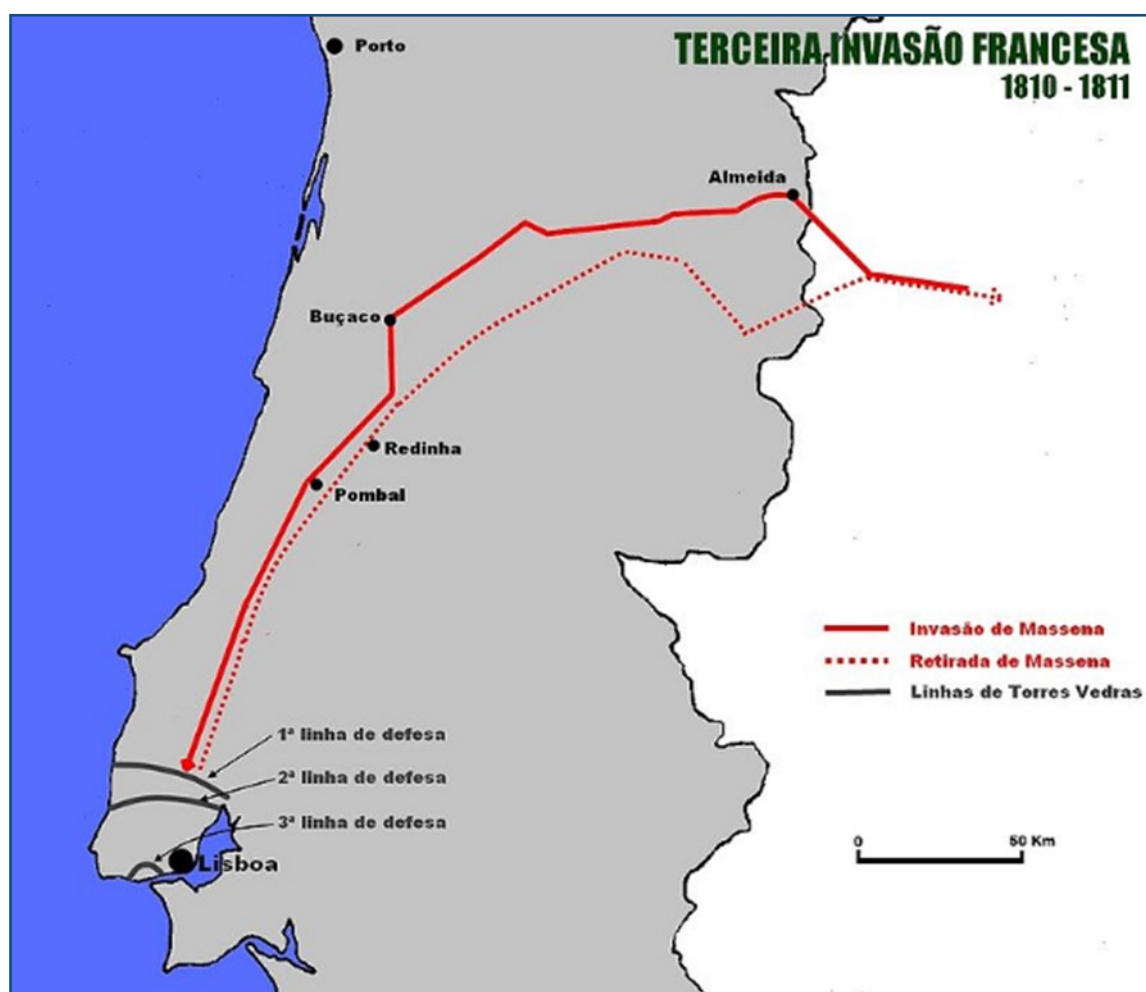 Porto
TERCEIRA INVASÃO FRANCESA
1810 - 1811
Almeida
Buçaco
Redinha
Pombal
Invasão de Massena
Retirada de Massena
Linhas de Torres Vedras
1ª linha de defesa
2ª linha de defesa
3ª linha de defesa
Lisboa
0 50 Km